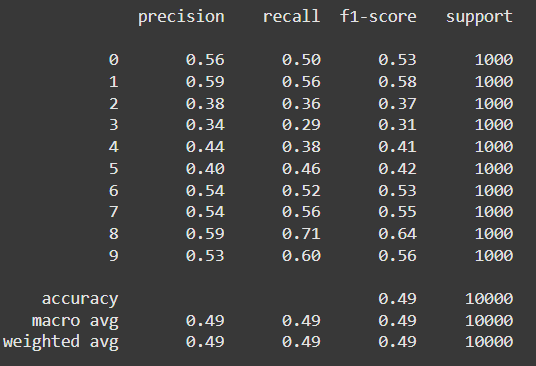 precision recall f1-score support
0 0.56 0.50 0.53 1000
1 0.59 0.56 0.58 1000
2 0.38 0.36 0.37 1000
3 0.34 0.29 0.31 1000
4 0.44 0.38 0.41 1000
5 0.40 0.46 0.42 1000
6 0.54 0.52 0.53 1000
7 0.54 0.56 0.55 1000
8 0.59 0.71 0.64 1000
9 0.53 0.60 0.56 1000
accuracy 0.49 10000
macro avg 0.49 0.49 0.49 10000
weighted avg 0.49 0.49 0.49 10000